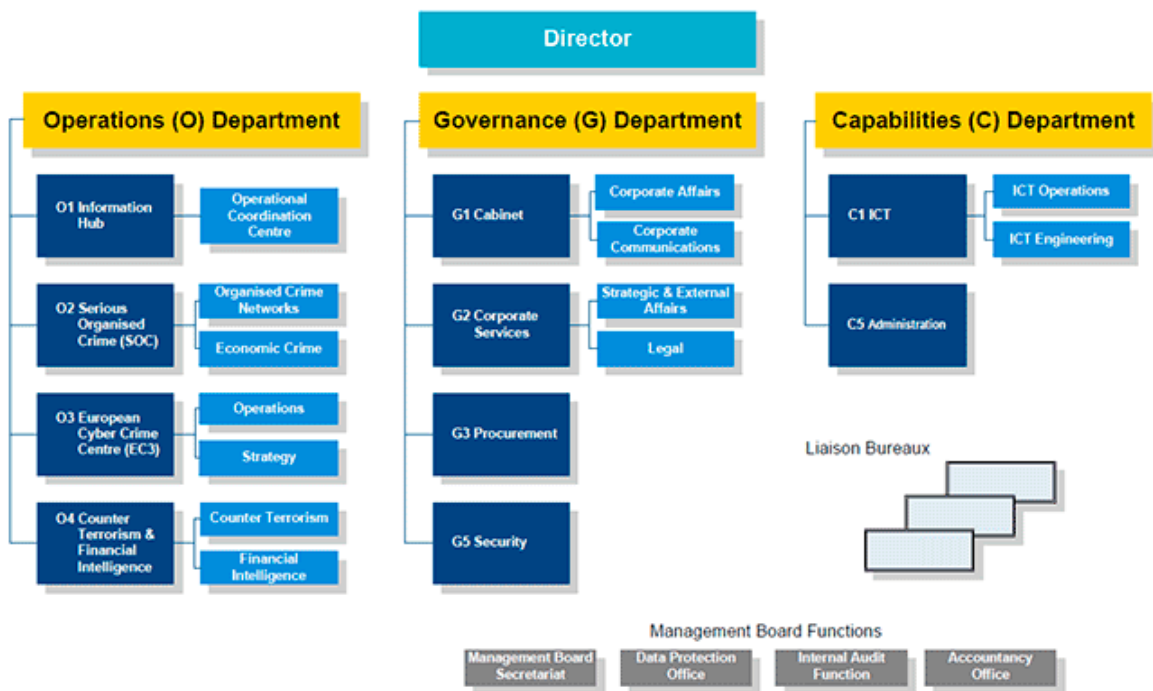 Director
Operations (O) Department
Governance (G) Department
Capabilities (C) Department
O1 Information
Hub
Operational
Coordination
Centre
O2 Serious
Organised
Crime (SOC)
Organised Crime
Networks
Economic Crime
O3 European
Cyber Crime
Centre (EC3)
Operations
Strategy
O4 Counter
Terrorism &
Financial
Intelligence
Counter Terrorism
Financial
Intelligence
G1 Cabinet
Corporate Affairs
Corporate
Communications
G2 Corporate
Services
Strategic & External
Affairs
Legal
G3 Procurement
G5 Security
C1 ICT
ICT Operations
ICT Engineering
C5 Administration
Liaison Bureaux
Management Board Functions
Management Board
Secretariat
Data Protection
Office
Internal Audit
Function
Accountancy
Office